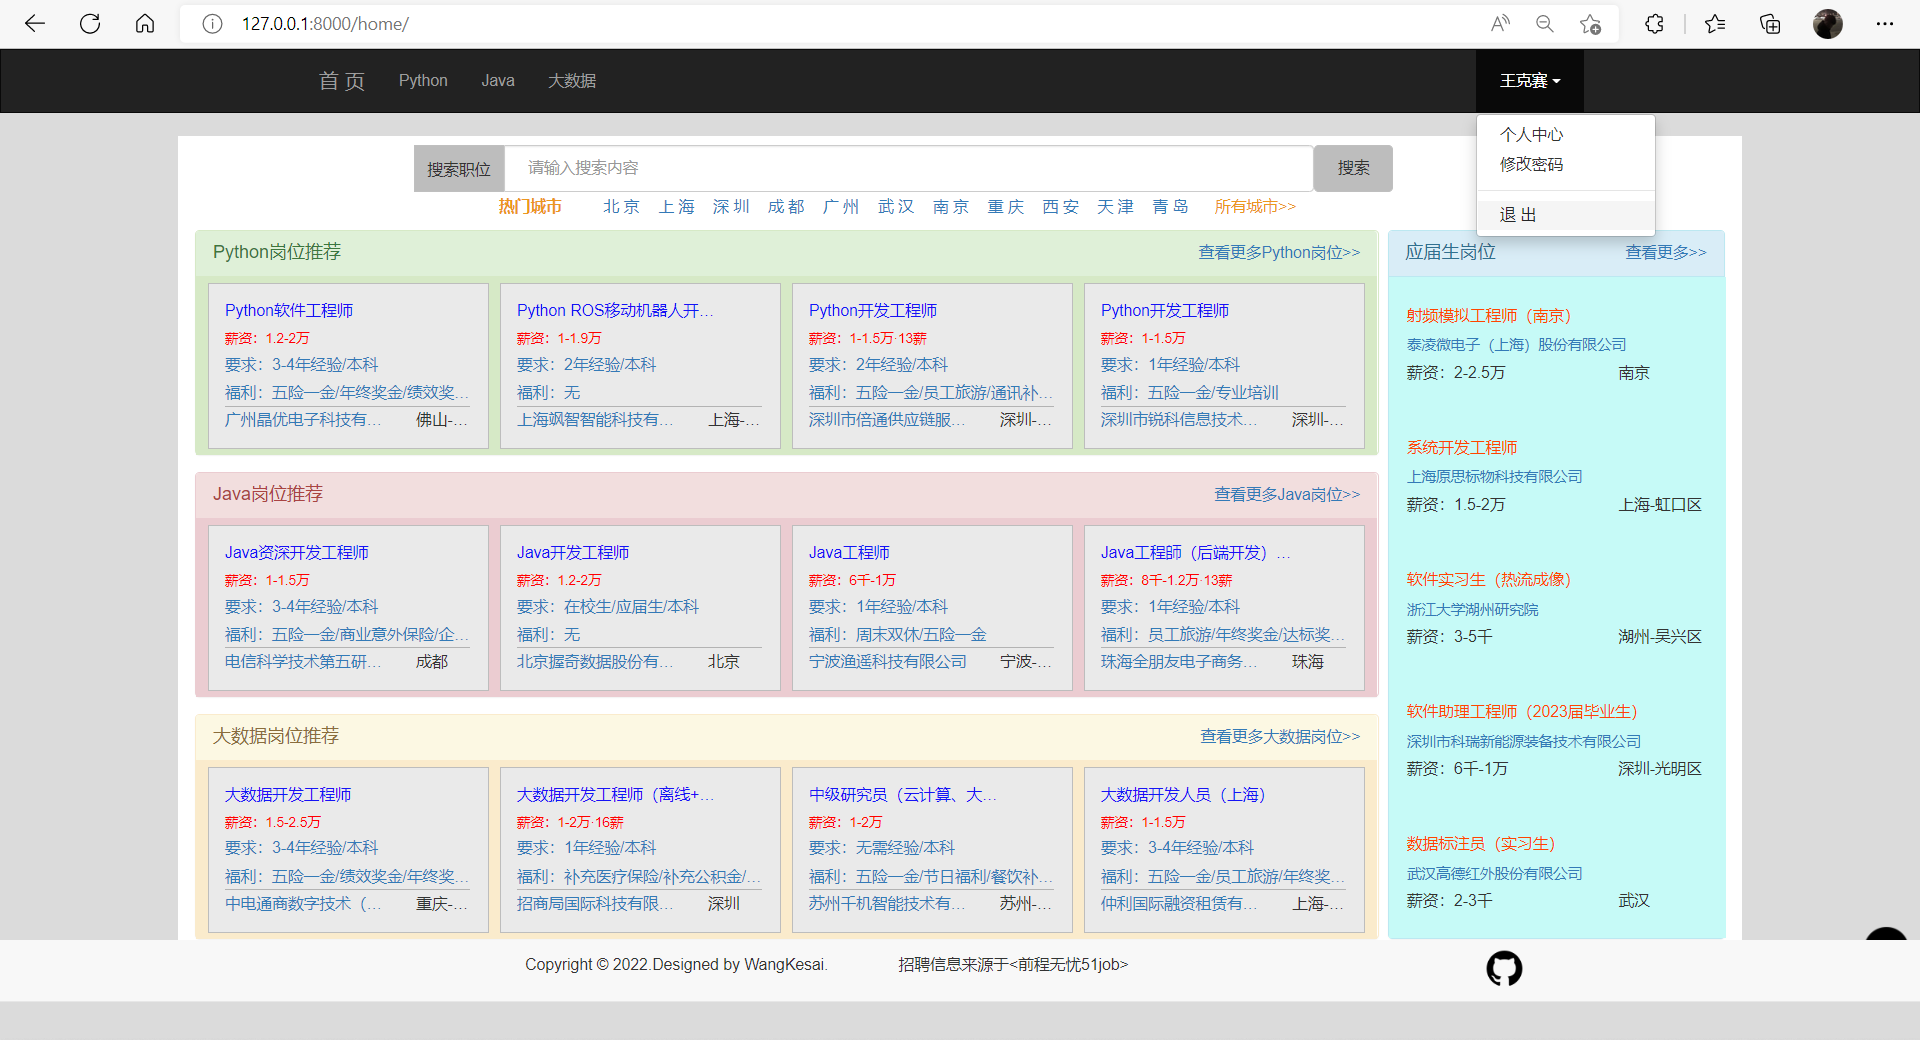 127.0.0.1:8000/home/
首 页 Python Java 大数据 王克赛
个人中心
修改密码
退 出
搜索职位 请输入搜索内容 搜索
热门城市 北 京 上 海 深 圳 成 都 广 州 武 汉 南 京 重 庆 西 安 天 津 青 岛 所有城市>>
Python岗位推荐 查看更多Python岗位>>
Python软件工程师
薪资：1.2-2万
要求：3-4年经验/本科
福利：五险一金/年终奖金/绩效奖...
广州晶优电子科技有... 佛山-...
Python ROS移动机器人开...
薪资：1-1.9万
要求：2年经验/本科
福利：无
上海飒智智能科技有... 上海-...
Python开发工程师
薪资：1-1.5万·13薪
要求：2年经验/本科
福利：五险一金/员工旅游/通讯补...
深圳市倍通供应链服... 深圳-...
Python开发工程师
薪资：1-1.5万
要求：1年经验/本科
福利：五险一金/专业培训
深圳市锐科信息技术... 深圳-...
Java岗位推荐 查看更多Java岗位>>
Java资深开发工程师
薪资：1-1.5万
要求：3-4年经验/本科
福利：五险一金/商业意外保险/企...
电信科学技术第五研... 成都
Java开发工程师
薪资：1.2-2万
要求：在校生/应届生/本科
福利：无
北京握奇数据股份有... 北京
Java工程师
薪资：6千-1万
要求：1年经验/本科
福利：周末双休/五险一金
宁波渔遥科技有限公司 宁波-...
Java工程師（后端开发）...
薪资：8千-1.2万·13薪
要求：1年经验/本科
福利：员工旅游/年终奖金/达标奖...
珠海全朋友电子商务... 珠海
大数据岗位推荐 查看更多大数据岗位>>
大数据开发工程师
薪资：1.5-2.5万
要求：3-4年经验/本科
福利：五险一金/绩效奖金/年终奖...
中电通商数字技术（... 重庆-...
大数据开发工程师（离线+...
薪资：1-2万·16薪
要求：1年经验/本科
福利：补充医疗保险/补充公积金/...
招商局国际科技有限... 深圳
中级研究员（云计算、大...
薪资：1-2万
要求：无需经验/本科
福利：五险一金/节日福利/餐饮补...
苏州千机智能技术有... 苏州-...
大数据开发人员（上海）
薪资：1-1.5万
要求：3-4年经验/本科
福利：五险一金/员工旅游/年终奖...
仲利国际融资租赁有... 上海-...
应届生岗位 查看更多>>
射频模拟工程师（南京）
泰凌微电子（上海）股份有限公司
薪资：2-2.5万 南京
系统开发工程师
上海原思标物科技有限公司
薪资：1.5-2万 上海-虹口区
软件实习生（热流成像）
浙江大学湖州研究院
薪资：3-5千 湖州-吴兴区
软件助理工程师（2023届毕业生）
深圳市科瑞新能源装备技术有限公司
薪资：6千-1万 深圳-光明区
数据标注员（实习生）
武汉高德红外股份有限公司
薪资：2-3千 武汉
Copyright © 2022.Designed by WangKesai. 招聘信息来源于<前程无忧51job>